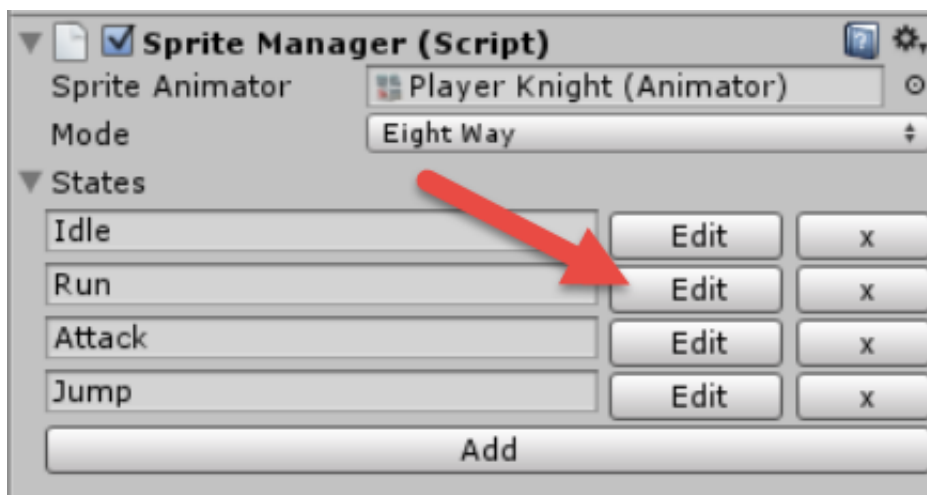 Sprite Manager (Script)
Sprite Animator Player Knight (Animator)
Mode Eight Way
States
Idle Edit x
Run Edit x
Attack Edit x
Jump Edit x
Add